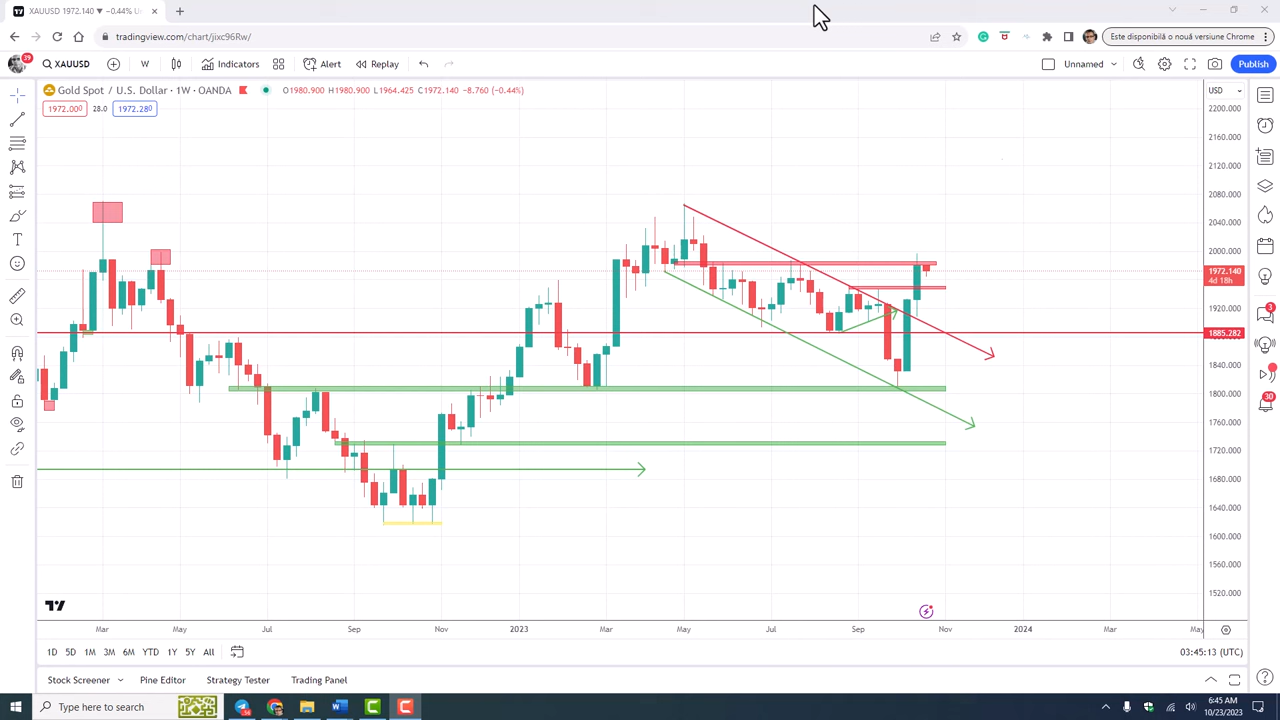 XAUUSD 1972.140 ▼ −0.44% U
tradingview.com/chart/jixc96Rw/
Este disponibilă o nouă versiune Chrome
39
XAUUSD
W
Indicators
Alert
Replay
Unnamed
Publish
Gold Spot / U.S. Dollar · 1W · OANDA
O1980.900 H1980.900 L1964.425 C1972.140 −8.760 (−0.44%)
USD
1972.000 28.0 1972.280
2200.000
2160.000
2120.000
2080.000
2040.000
2000.000
1972.140
4d 18h
1920.000
1885.282
1840.000
1800.000
1760.000
1720.000
1680.000
1640.000
1600.000
1560.000
1520.000
3
30
Mar May Jul Sep Nov 2023 Mar May Jul Sep Nov 2024 Mar May
1D 5D 1M 3M 6M YTD 1Y 5Y All
03:45:13 (UTC)
Stock Screener Pine Editor Strategy Tester Trading Panel
Type here to search
6:45 AM
10/23/2023